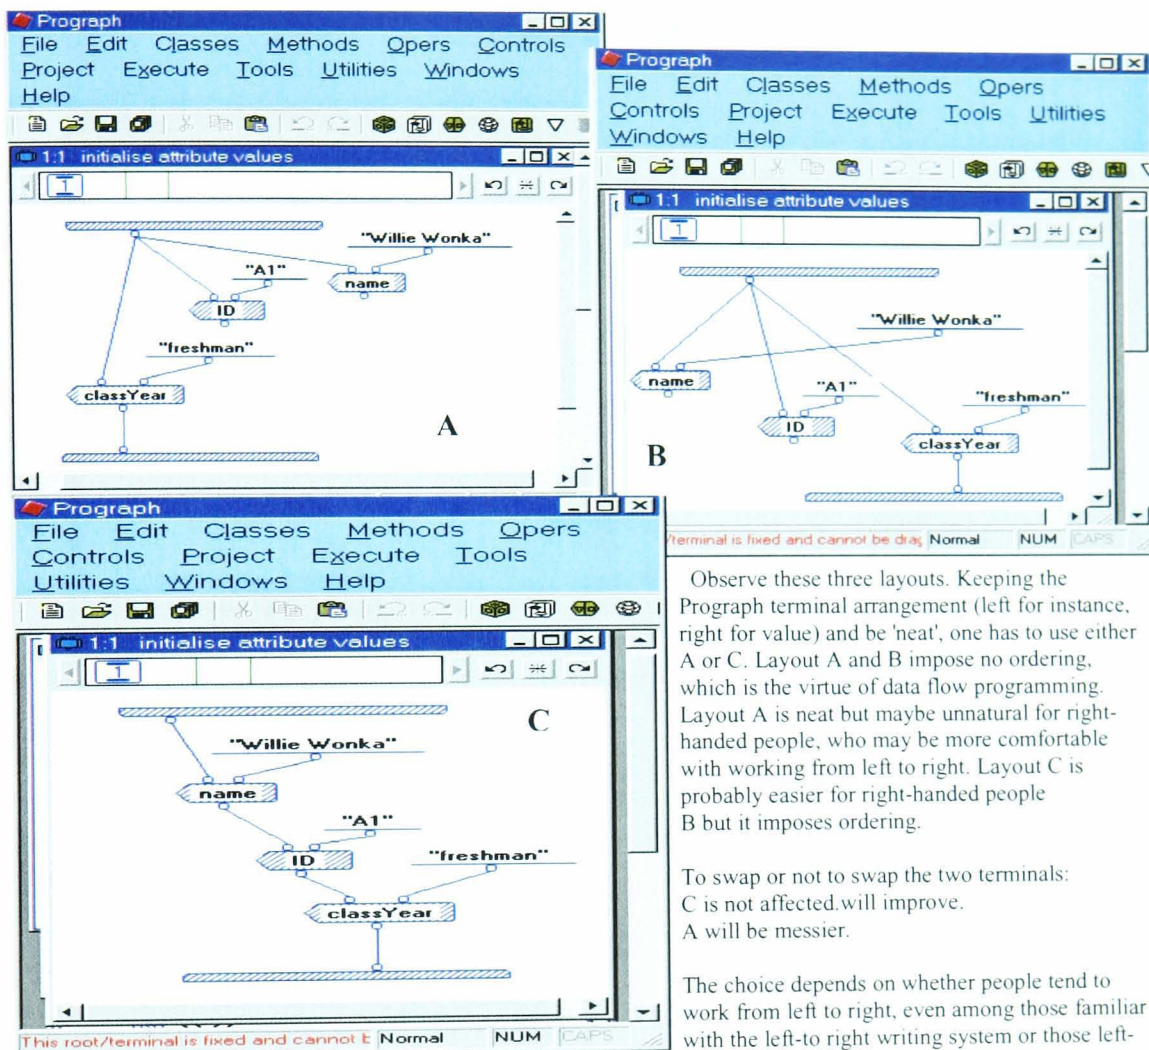 Prograph
File Edit Classes Methods Opers Controls
Project Execute Tools Utilities Windows
Help
1:1 initialise attribute values
1
"Willie Wonka"
"A1"
name
ID
"freshman"
classYear
A
Prograph
File Edit Classes Methods Opers
Controls Project Execute Tools Utilities
Windows Help
1:1 initialise attribute values
1
"Willie Wonka"
name
"A1"
"freshman"
ID
classYear
B
/terminal is fixed and cannot be drag Normal NUM CAPS
Prograph
File Edit Classes Methods Opers
Controls Project Execute Tools
Utilities Windows Help
1:1 initialise attribute values
1
C
"Willie Wonka"
name
"A1"
ID
"freshman"
classYear
This root/terminal is fixed and cannot b Normal NUM CAPS
Observe these three layouts. Keeping the
Prograph terminal arrangement (left for instance,
right for value) and be 'neat', one has to use either
A or C. Layout A and B impose no ordering,
which is the virtue of data flow programming.
Layout A is neat but maybe unnatural for right-
handed people, who may be more comfortable
with working from left to right. Layout C is
probably easier for right-handed people
B but it imposes ordering.
To swap or not to swap the two terminals:
C is not affected.will improve.
A will be messier.
The choice depends on whether people tend to
work from left to right, even among those familiar
with the left-to right writing system or those left-